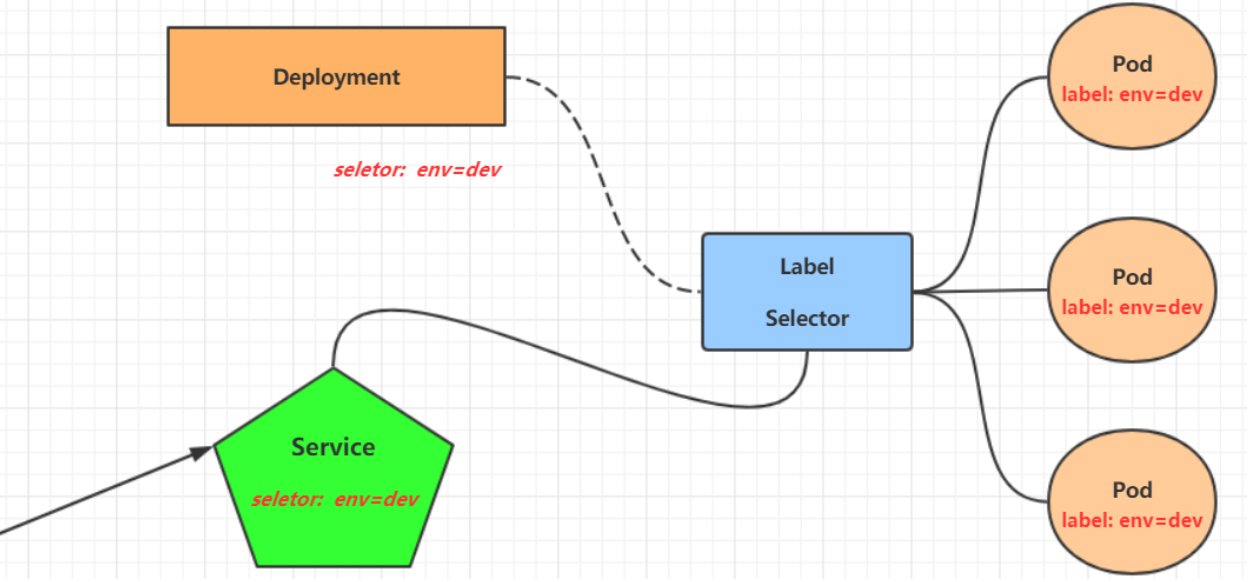 Deployment
seletor: env=dev
Label
Selector
Service
seletor: env=dev
Pod
label: env=dev
Pod
label: env=dev
Pod
label: env=dev